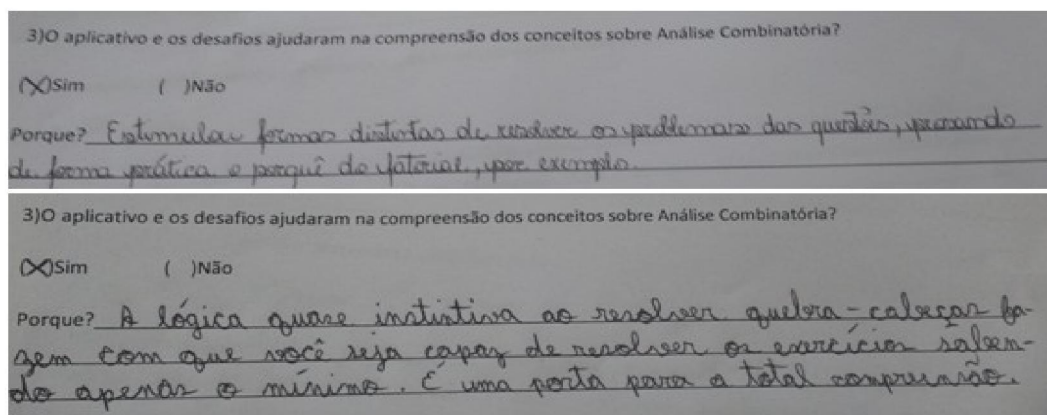 3)O aplicativo e os desafios ajudaram na compreensão dos conceitos sobre Análise Combinatória?
(X)Sim ( )Não
Porque? Estimular formas distintas de resolver os problemas das questões, provando
de forma prática o porquê do fatorial, por exemplo.
3)O aplicativo e os desafios ajudaram na compreensão dos conceitos sobre Análise Combinatória?
(X)Sim ( )Não
Porque? A lógica quase instintiva ao resolver quebra-cabeças fa-
zem com que você seja capaz de resolver os exercícios saben-
do apenas o mínimo. É uma porta para a total compreensão.